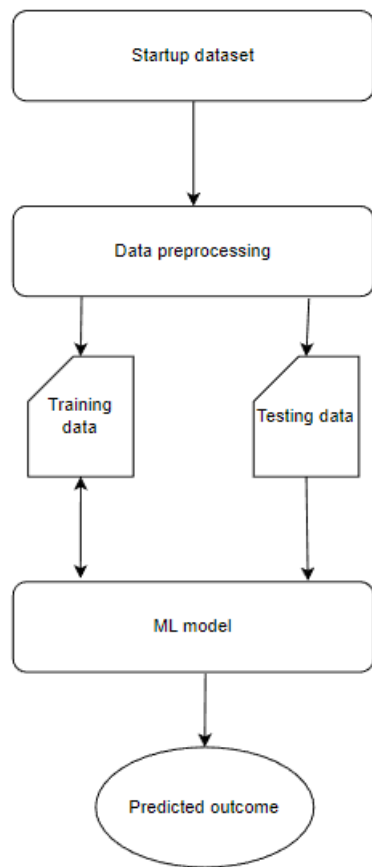 Startup dataset
Data preprocessing
Training
data
Testing data
ML model
Predicted outcome